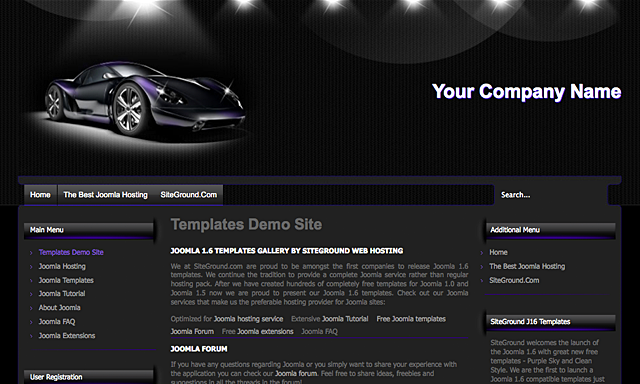 Your Company Name
Home
The Best Joomla Hosting
SiteGround.Com
Search...
Main Menu
Templates Demo Site
Joomla Hosting
Joomla Templates
Joomla Tutorial
About Joomla
Joomla FAQ
Joomla Extensions
User Registration
Templates Demo Site
JOOMLA 1.6 TEMPLATES GALLERY BY SITEGROUND WEB HOSTING
We at SiteGround.com are proud to be amongst the first companies to release Joomla 1.6
templates. We continue the tradition to provide a complete Joomla service rather than regular
hosting pack. After we have created hundreds of completely free templates for Joomla 1.0 and
Joomla 1.5 now we are proud to present our Joomla 1.6 templates. Check out our Joomla
services that make us the preferable hosting provider for Joomla sites:
Optimized for Joomla hosting service Extensive Joomla Tutorial Free Joomla templates
Joomla Forum Free Joomla extensions Joomla FAQ
JOOMLA FORUM
If you have any questions regarding Joomla or you simply want to share your experience with
the application you can check our Joomla forum. Feel free to share ideas, freebies and
suggestions in all the threads in the forum!
Additional Menu
Home
The Best Joomla Hosting
SiteGround.Com
SiteGround J16 Templates
SiteGround welcomes the launch
of the Joomla 1.6 with great new free
templates - Purple Sky and Clean
Style. We are the first to launch a
Joomla 1.6 compatible templates just